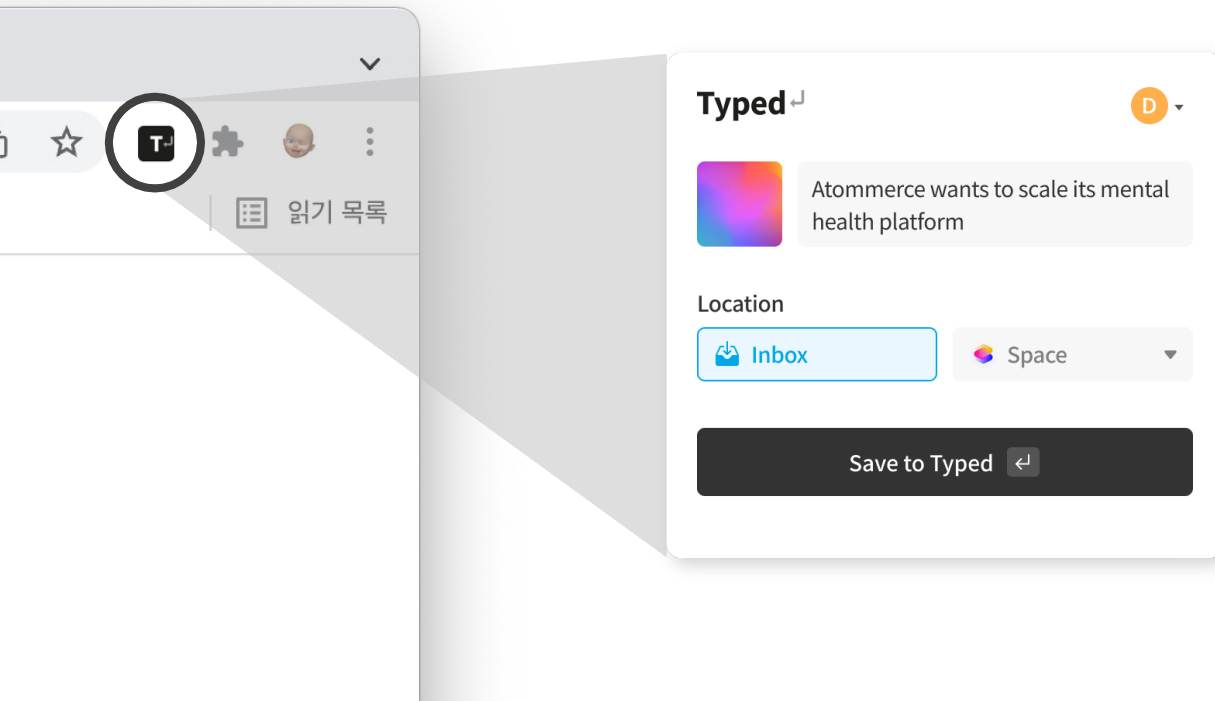 T
읽기 목록
Typed
D
Atommerce wants to scale its mental
health platform
Location
Inbox
Space
Save to Typed